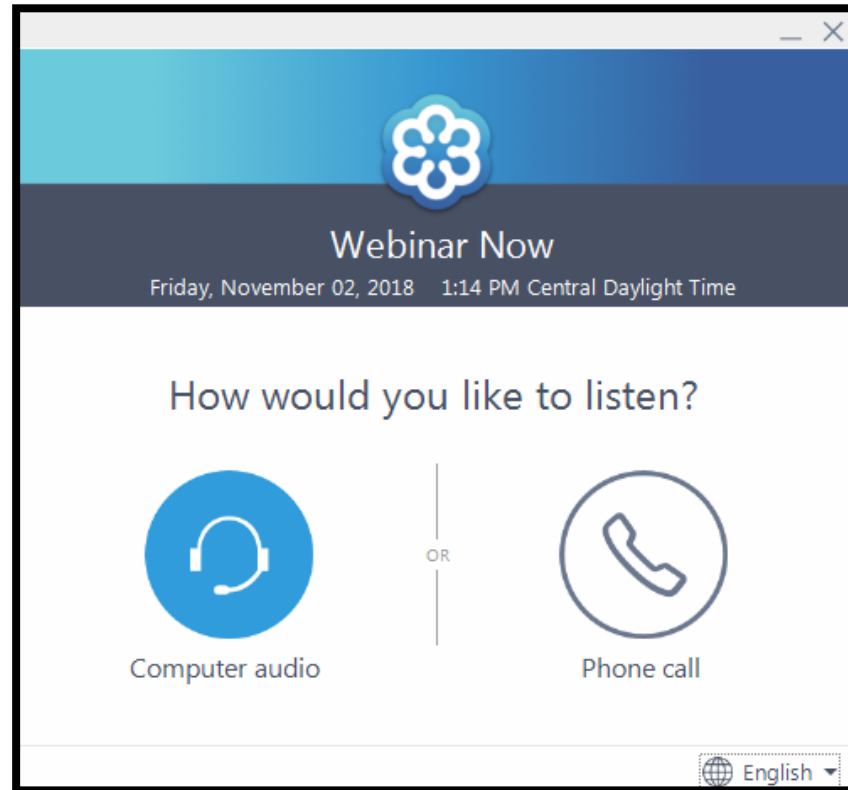 Webinar Now
Friday, November 02, 2018 1:14 PM Central Daylight Time
How would you like to listen?
OR
Computer audio
Phone call
English